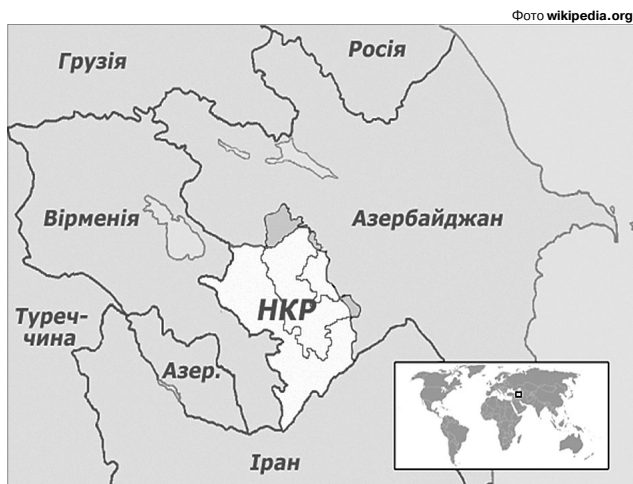 Фото wikipedia.org
Грузія
Росія
Вірменія
Азербайджан
НКР
Туреч-
чина
Азер.
Іран